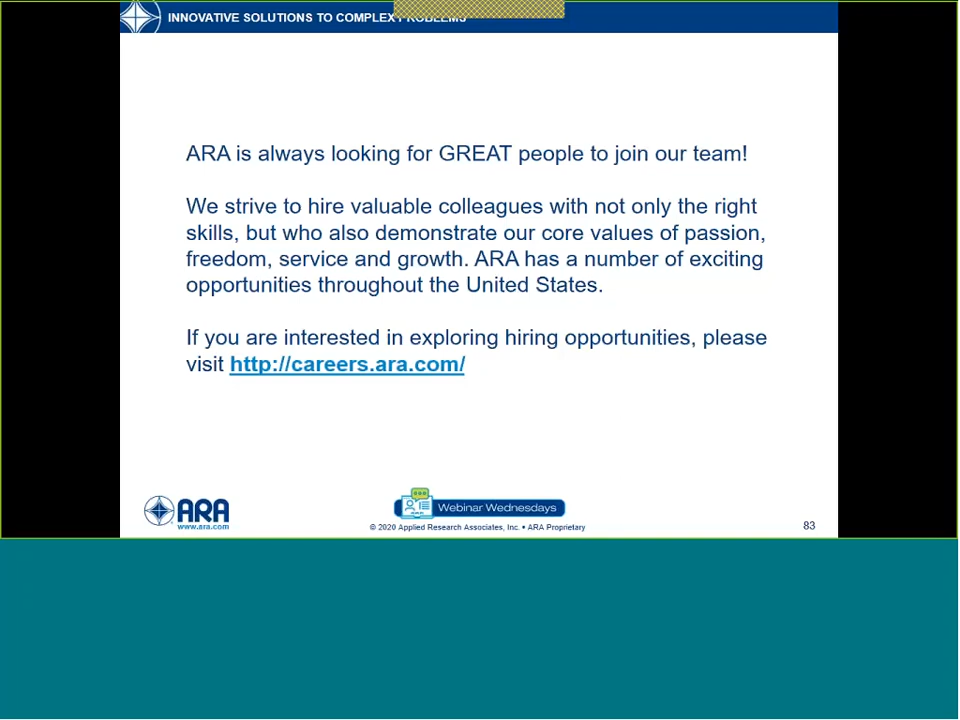 INNOVATIVE SOLUTIONS TO COMPLEX PROBLEMS
ARA is always looking for GREAT people to join our team!
We strive to hire valuable colleagues with not only the right
skills, but who also demonstrate our core values of passion,
freedom, service and growth. ARA has a number of exciting
opportunities throughout the United States.
If you are interested in exploring hiring opportunities, please
visit http://careers.ara.com/
ARA
www.ara.com
Webinar Wednesdays
© 2020 Applied Research Associates, Inc. • ARA Proprietary
83